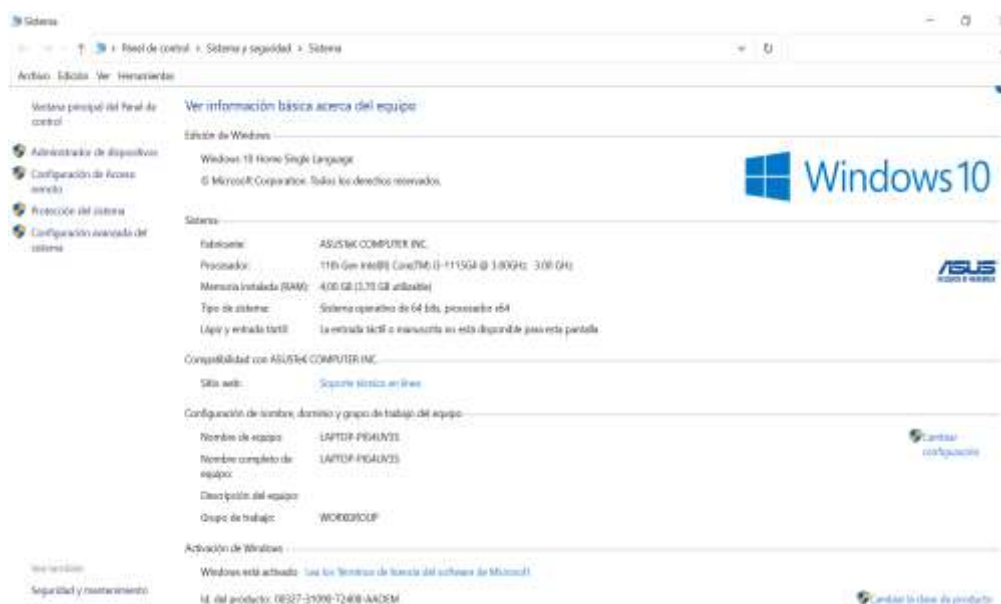 Sistema
Panel de control > Sistema y seguridad > Sistema
Archivo Edición Ver Herramientas
Ventana principal del Panel de control
Administrador de dispositivos
Configuración de Acceso remoto
Protección del sistema
Configuración avanzada del sistema
Ver información básica acerca del equipo
Edición de Windows
Windows 10 Home Single Language
© Microsoft Corporation. Todos los derechos reservados.
Windows 10
Sistema
Fabricante: ASUSTeK COMPUTER INC.
Procesador: 11th Gen Intel(R) Core(TM) i3-1115G4 @ 3.00GHz 3.00 GHz
Memoria instalada (RAM): 4,00 GB (3,70 GB utilizable)
Tipo de sistema: Sistema operativo de 64 bits, procesador x64
Lápiz y entrada táctil: La entrada táctil o manuscrita no está disponible para esta pantalla
ASUS
Compatibilidad con ASUSTeK COMPUTER INC.
Sitio web: Soporte técnico en línea
Configuración de nombre, dominio y grupo de trabajo del equipo
Nombre de equipo:
Nombre completo de equipo:
Descripción del equipo:
Grupo de trabajo: WORKGROUP
Cambiar configuración
Activación de Windows
Windows está activado Lea los Términos de licencia del software de Microsoft
Id. del producto:
Cambiar la clave de producto
Vea también
Seguridad y mantenimiento